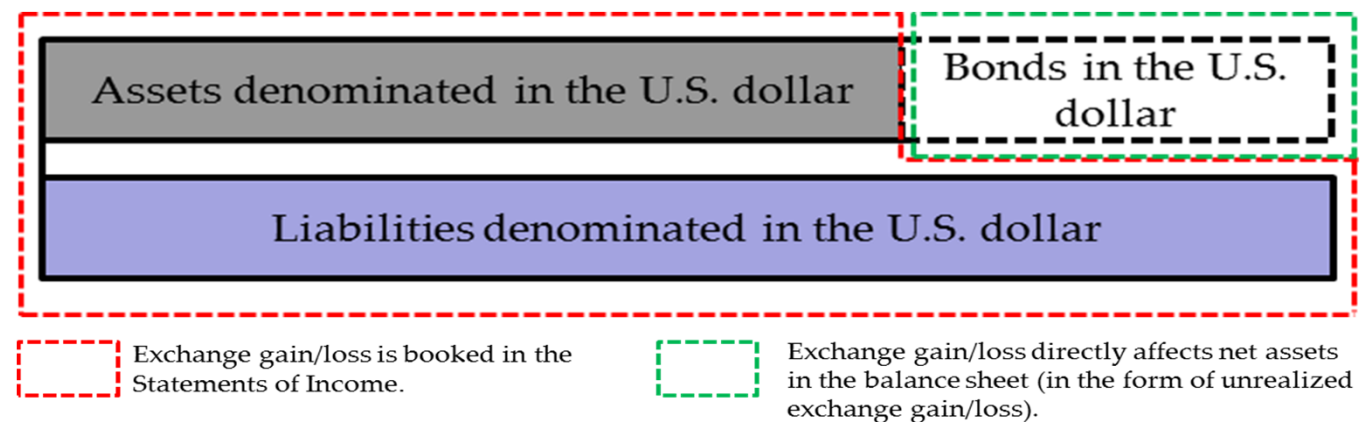 Assets denominated in the U.S. dollar
Bonds in the U.S.
dollar
Liabilities denominated in the U.S. dollar
Exchange gain/loss is booked in the
Statements of Income.
Exchange gain/loss directly affects net assets
in the balance sheet (in the form of unrealized
exchange gain/loss).